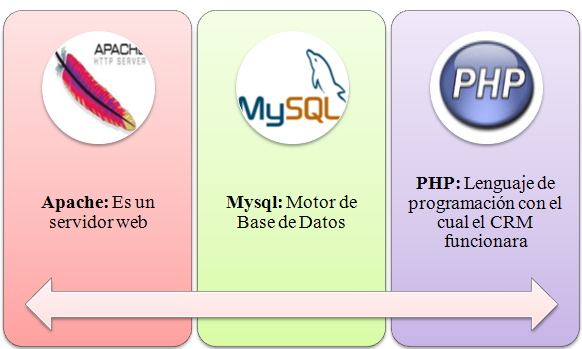 APACHE
HTTP SERVER
MySQL
PHP
Apache: Es un
servidor web
Mysql: Motor de
Base de Datos
PHP: Lenguaje de
programación con el
cual el CRM
funcionara